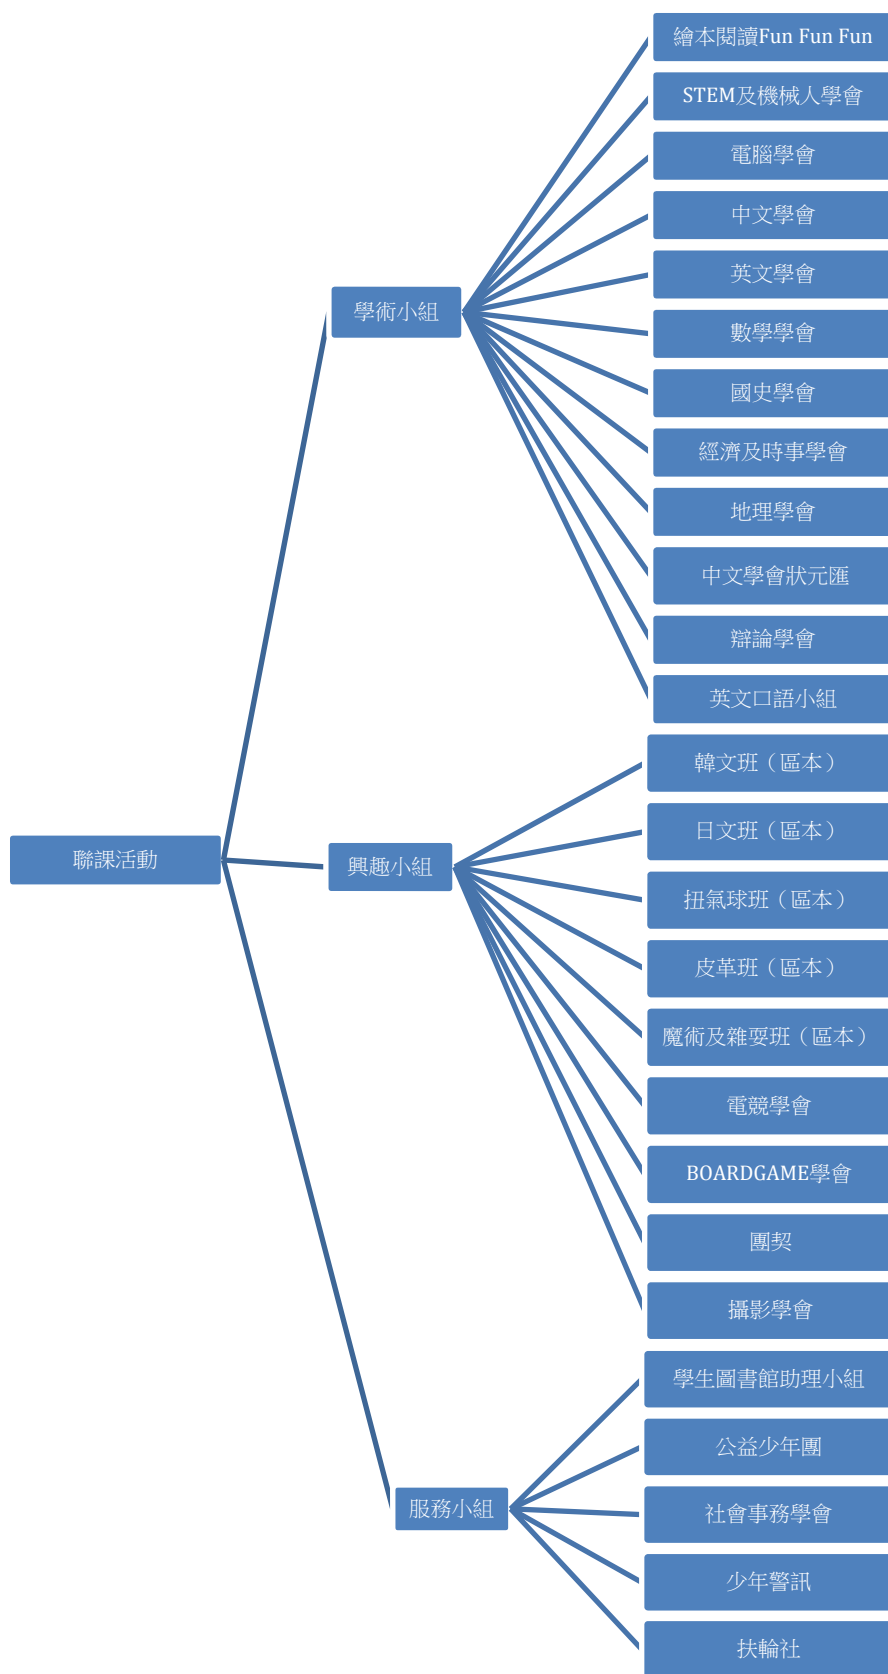 聯課活動
學術小組
繪本閱讀Fun Fun Fun
STEM及機械人學會
電腦學會
中文學會
英文學會
數學學會
國史學會
經濟及時事學會
地理學會
中文學會狀元匯
辯論學會
英文口語小組
興趣小組
韓文班（區本）
日文班（區本）
扭氣球班（區本）
皮革班（區本）
魔術及雜耍班（區本）
電競學會
BOARDGAME學會
團契
攝影學會
服務小組
學生圖書館助理小組
公益少年團
社會事務學會
少年警訊
扶輪社